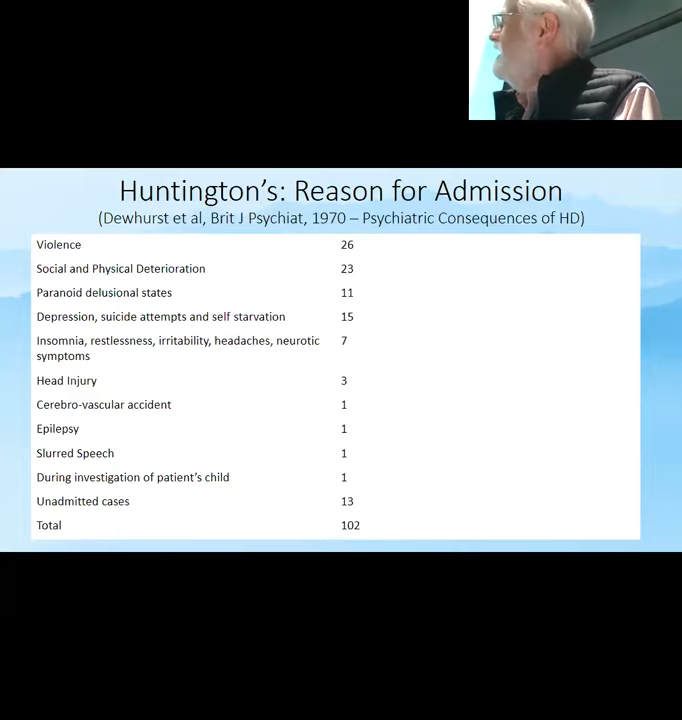 Huntington's: Reason for Admission
(Dewhurst et al, Brit J Psychiat, 1970 – Psychiatric Consequences of HD)
Violence 26
Social and Physical Deterioration 23
Paranoid delusional states 11
Depression, suicide attempts and self starvation 15
Insomnia, restlessness, irritability, headaches, neurotic 7
symptoms
Head Injury 3
Cerebro-vascular accident 1
Epilepsy 1
Slurred Speech 1
During investigation of patient's child 1
Unadmitted cases 13
Total 102